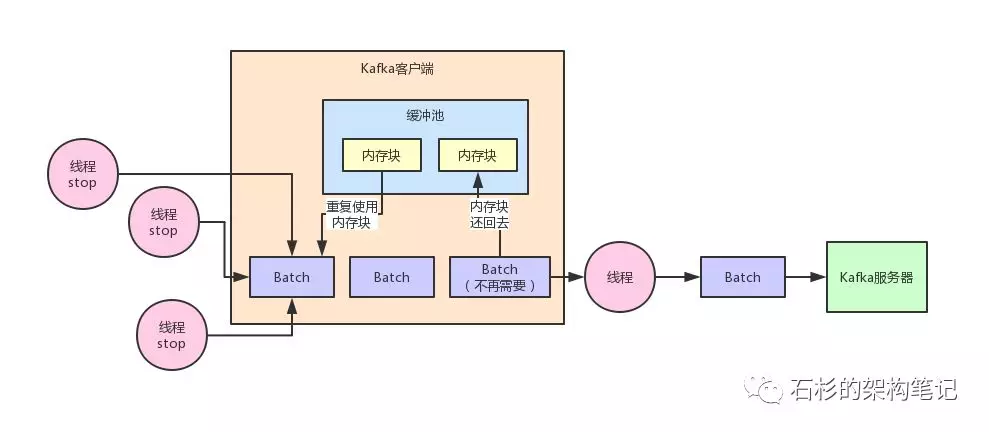 Kafka客户端
缓冲池
内存块
内存块
线程
stop
重复使用
内存块
内存块
还回去
线程
stop
Batch
Batch
Batch
（不再需要）
线程
Batch
Kafka服务器
线程
stop
石杉的架构笔记